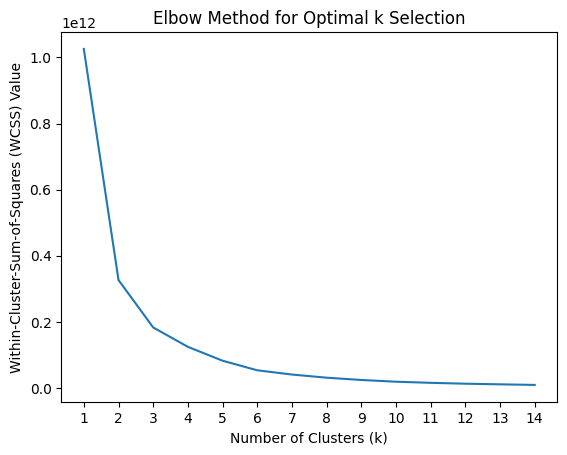 Elbow Method for Optimal k Selection
1e12
1.0
0.8
0.6
0.4
0.2
0.0
Within-Cluster-Sum-of-Squares (WCSS) Value
1 2 3 4 5 6 7 8 9 10 11 12 13 14
Number of Clusters (k)